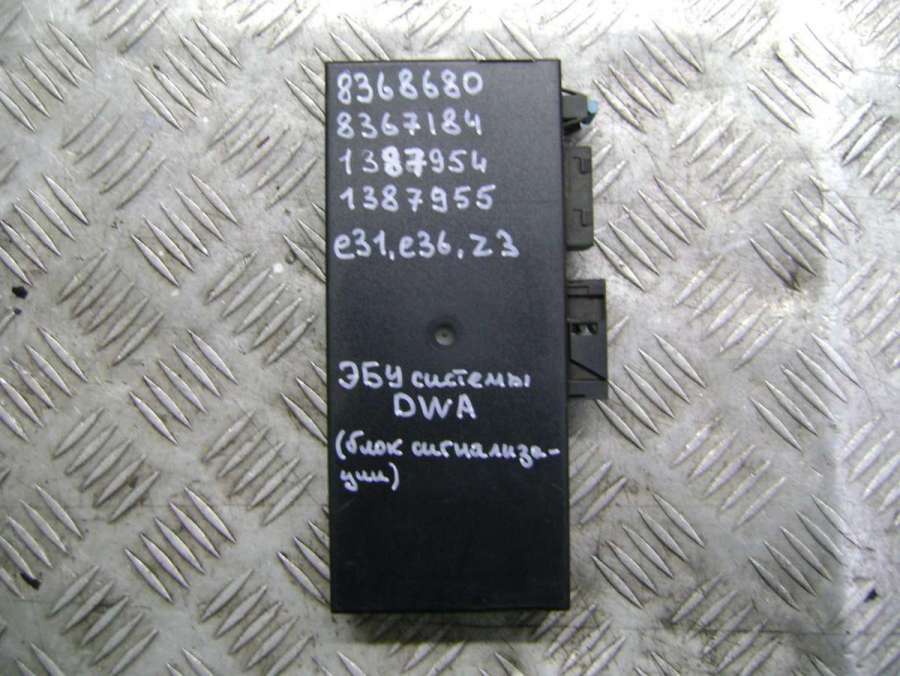 8368680
8367184
1387954
1387955
e31, e36, z3
ЭБУ системы
DWA
(блок сигнализа-
ции)